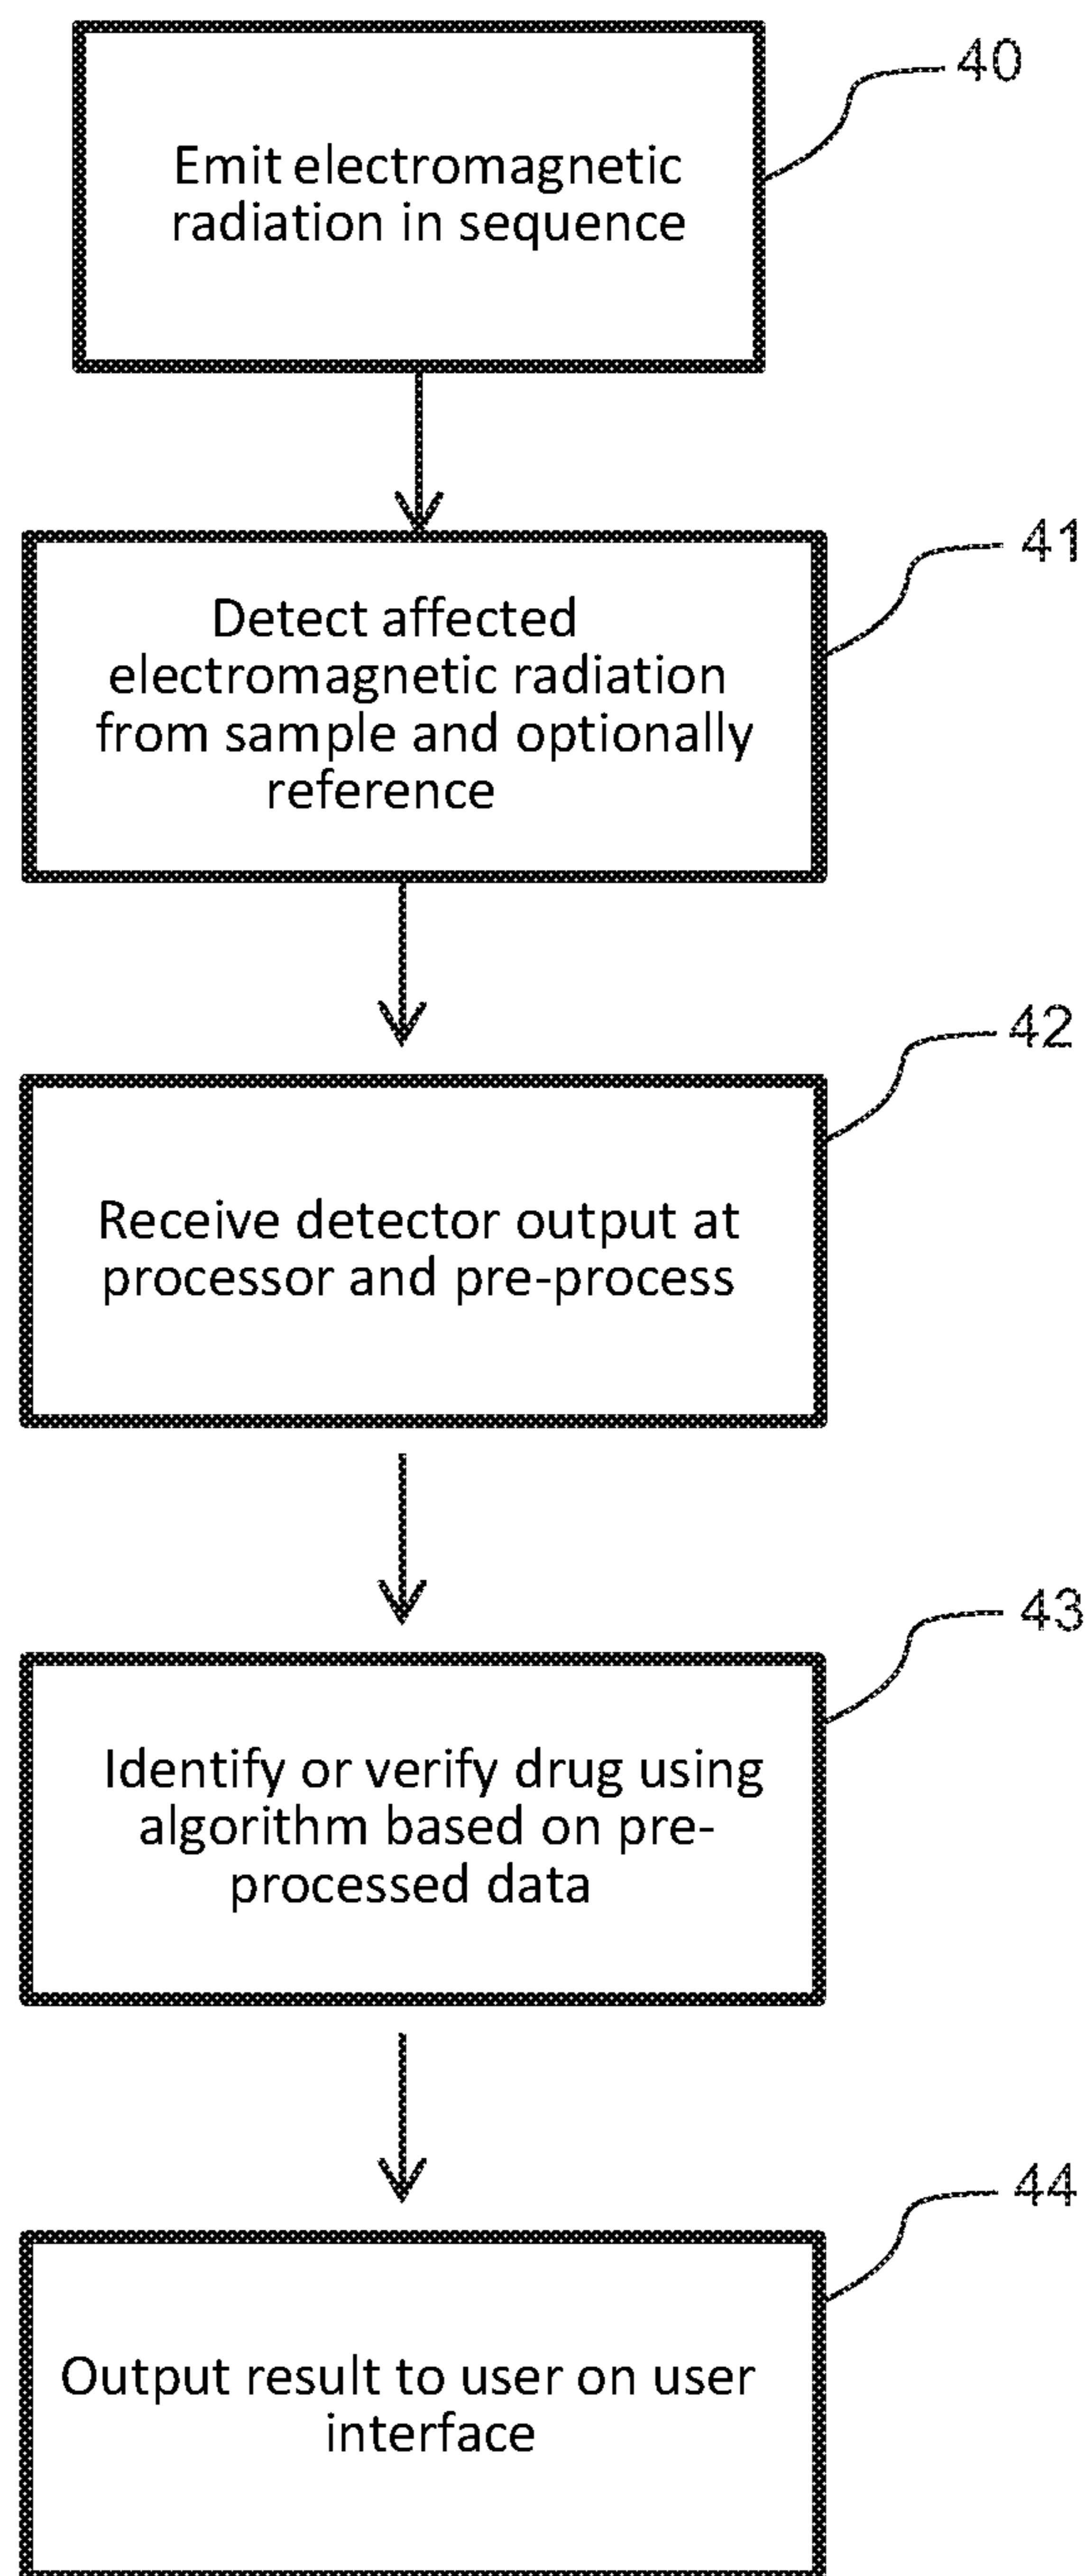 40
Emit electromagnetic
radiation in sequence
41
Detect affected
electromagnetic radiation
from sample and optionally
reference
42
Receive detector output at
processor and pre-process
43
Identify or verify drug using
algorithm based on pre-
processed data
44
Output result to user on user
interface